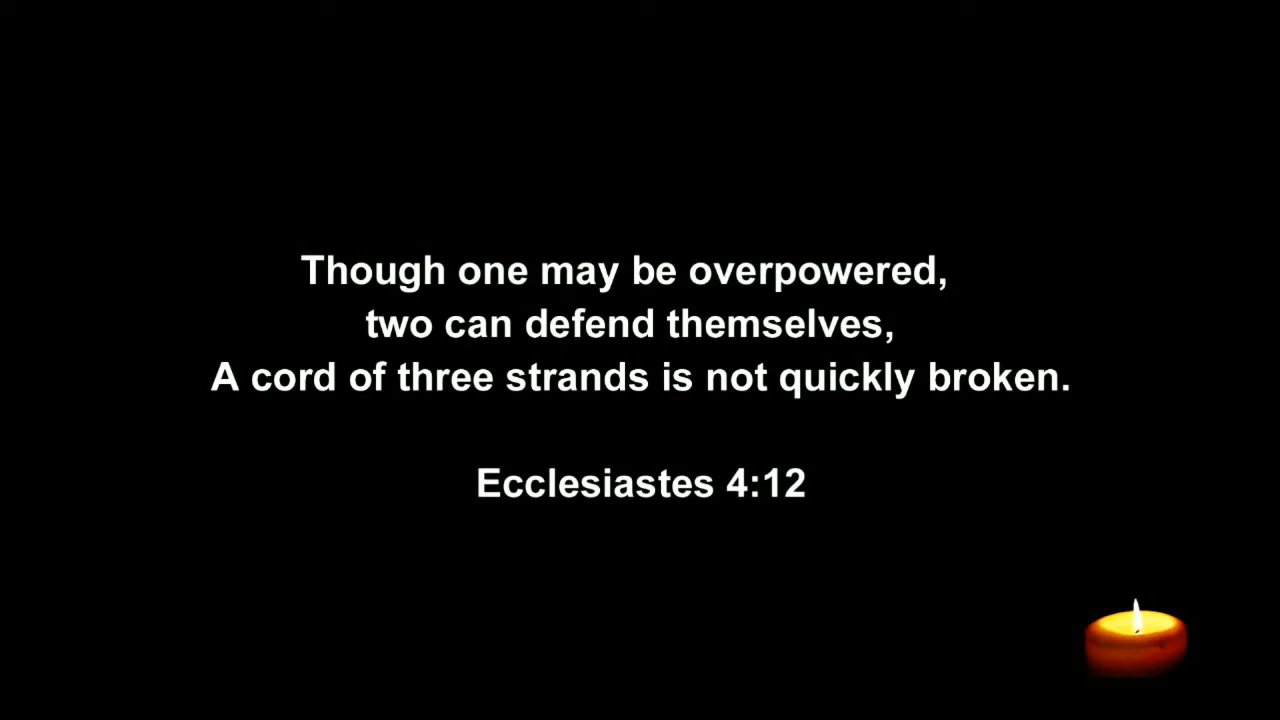 Though one may be overpowered,
two can defend themselves,
A cord of three strands is not quickly broken.
Ecclesiastes 4:12